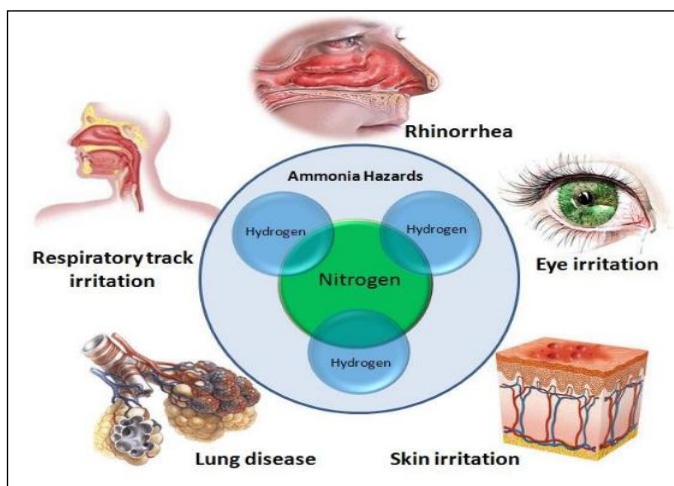 Rhinorrhea
Ammonia Hazards
Hydrogen
Hydrogen
Respiratory track
irritation
Nitrogen
Eye irritation
Hydrogen
Lung disease
Skin irritation